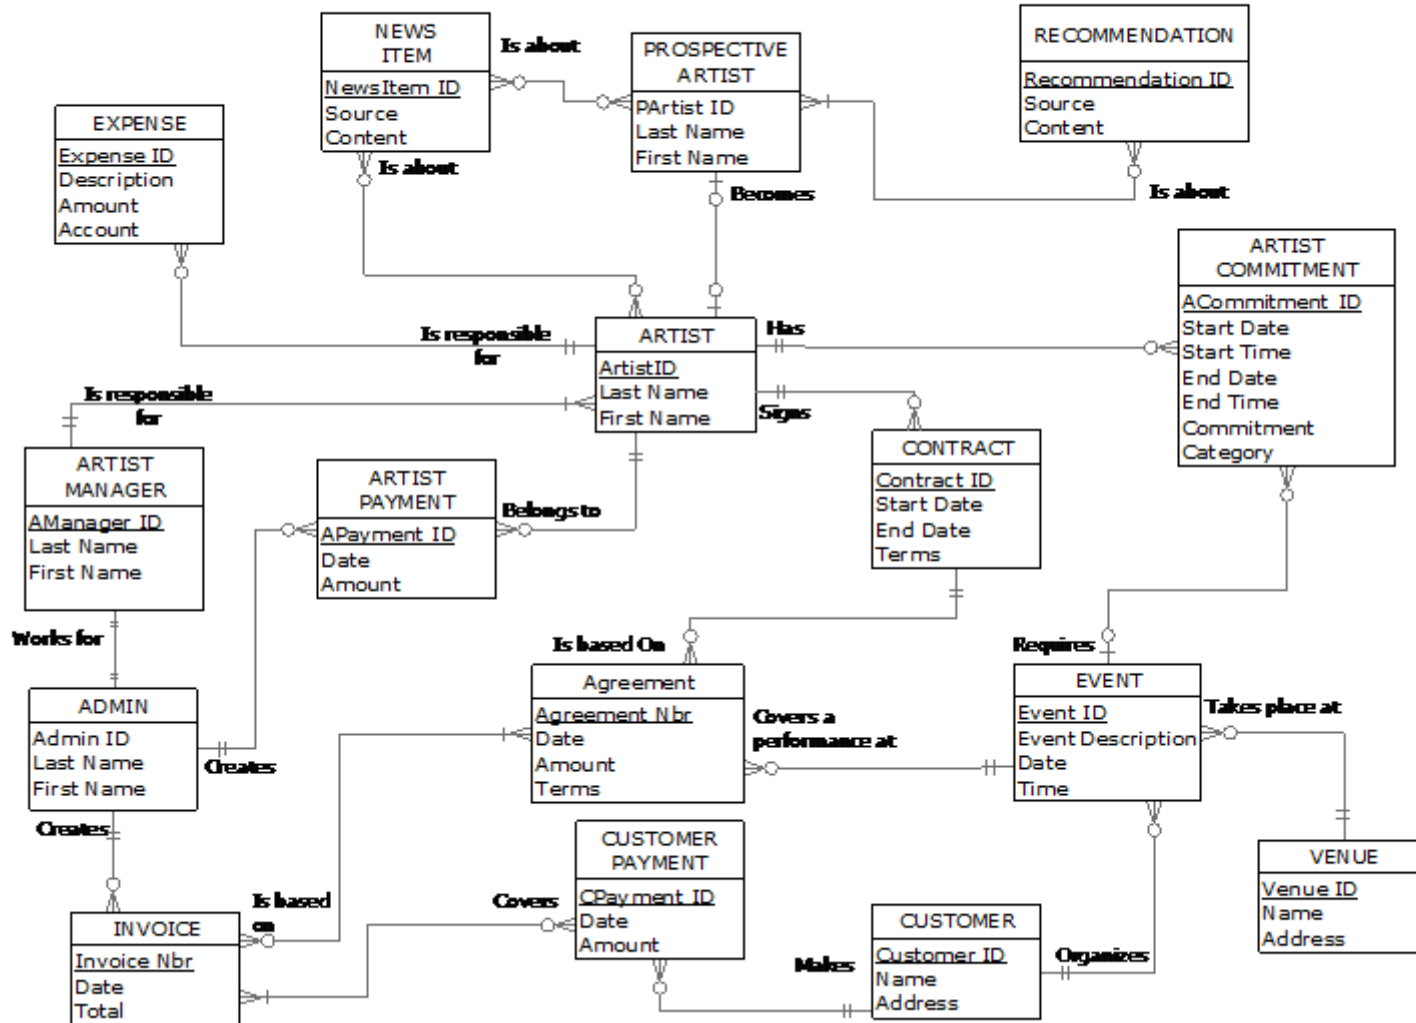 NEWS
ITEM
NewsItem ID
Source
Content
Is about
PROSPECTIVE
ARTIST
PArtist ID
Last Name
First Name
RECOMMENDATION
Recommendation ID
Source
Content
Is about
EXPENSE
Expense ID
Description
Amount
Account
Is about
Becomes
ARTIST
COMMITMENT
ACommitment ID
Start Date
Start Time
End Date
End Time
Commitment
Category
Is responsible
for
ARTIST
ArtistID
Last Name
First Name
Has
Signs
Is responsible
for
ARTIST
MANAGER
AManager ID
Last Name
First Name
ARTIST
PAYMENT
APayment ID
Date
Amount
Belongs to
CONTRACT
Contract ID
Start Date
End Date
Terms
Works for
Is based On
Requires
ADMIN
Admin ID
Last Name
First Name
Creates
Agreement
Agreement Nbr
Date
Amount
Terms
Covers a
performance at
EVENT
Event ID
Event Description
Date
Time
Takes place at
Creates
CUSTOMER
PAYMENT
CPayment ID
Date
Amount
VENUE
Venue ID
Name
Address
Is based
on
Covers
INVOICE
Invoice Nbr
Date
Total
Makes
CUSTOMER
Customer ID
Name
Address
Organizes